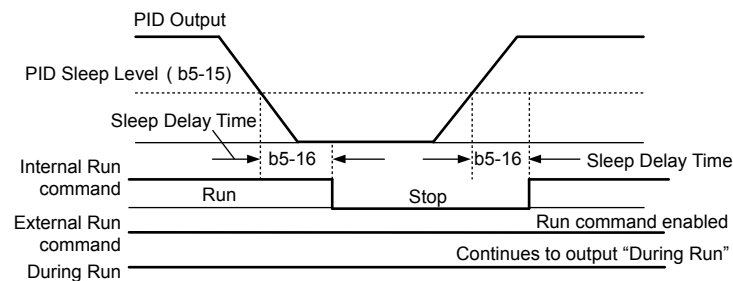 PID Output
PID Sleep Level ( b5-15)
Sleep Delay Time
b5-16
b5-16
Sleep Delay Time
Internal Run
command
Run
Stop
External Run
command
Run command enabled
Continues to output “During Run”
During Run